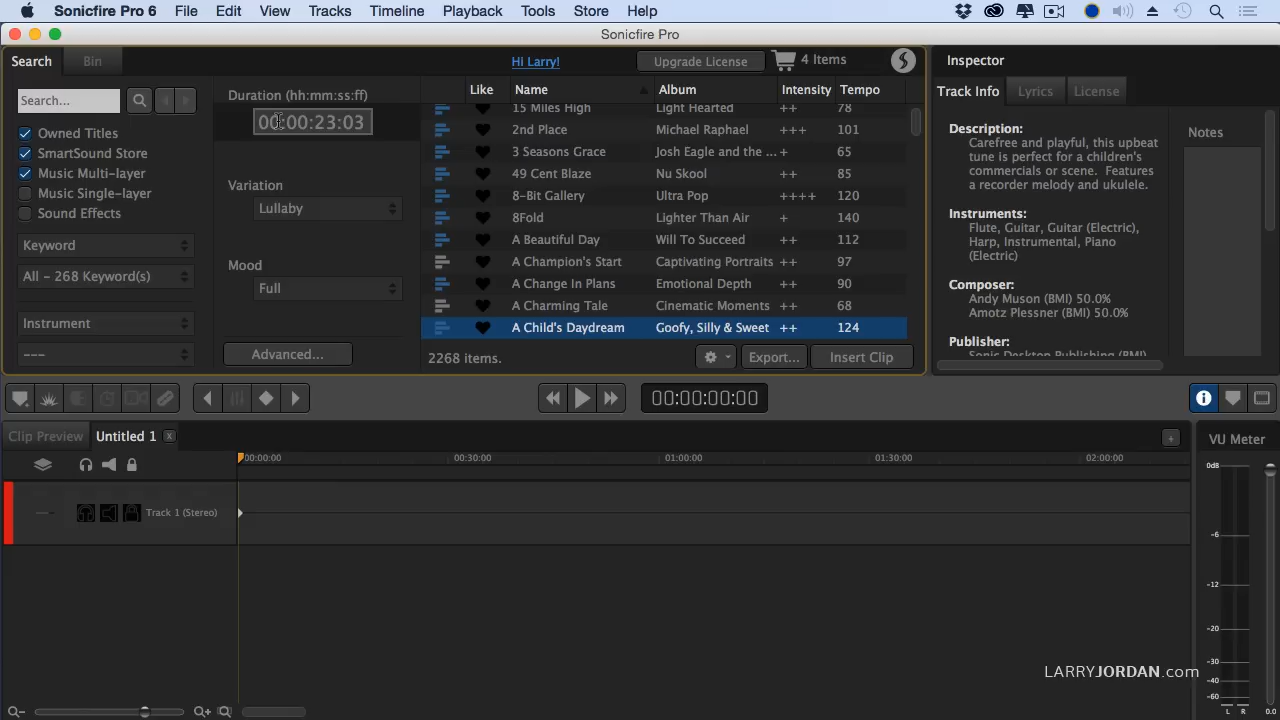 Sonicfire Pro 6 File Edit View Tracks Timeline Playback Tools Store Help
Sonicfire Pro
Search Bin Hi Larry! Upgrade License 4 Items
Search...
Owned Titles
SmartSound Store
Music Multi-layer
Music Single-layer
Sound Effects
Keyword
All - 268 Keyword(s)
Instrument
---
Duration (hh:mm:ss:ff)
00:00:23:03
Variation
Lullaby
Mood
Full
Advanced...
Like Name Album Intensity Tempo
15 Miles High Light Hearted ++ 78
2nd Place Michael Raphael +++ 101
3 Seasons Grace Josh Eagle and the ... + 65
49 Cent Blaze Nu Skool ++ 85
8-Bit Gallery Ultra Pop ++++ 120
8Fold Lighter Than Air + 140
A Beautiful Day Will To Succeed ++ 112
A Champion's Start Captivating Portraits ++ 97
A Change In Plans Emotional Depth ++ 90
A Charming Tale Cinematic Moments ++ 68
A Child's Daydream Goofy, Silly & Sweet ++ 124
2268 items. Export... Insert Clip
Inspector
Track Info Lyrics License
Description:
Carefree and playful, this upbeat
tune is perfect for a children's
commercials or scene. Features
a recorder melody and ukulele.
Instruments:
Flute, Guitar, Guitar (Electric),
Harp, Instrumental, Piano
(Electric)
Composer:
Andy Muson (BMI) 50.0%
Amotz Plessner (BMI) 50.0%
Publisher:
Sonic Desktop Publishing (BMI)
Notes
00:00:00:00
Clip Preview Untitled 1 x
+
00:00:00 00:30:00 01:00:00 01:30:00 02:00:00
Track 1 (Stereo)
VU Meter
0dB
-6
-12
-20
-30
-40
-60
L R 0.0
LARRYJORDAN.com